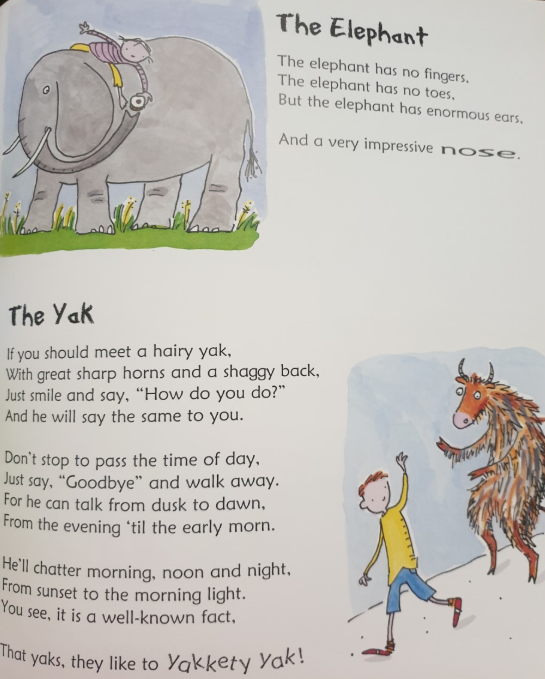 The Elephant
The elephant has no fingers,
The elephant has no toes,
But the elephant has enormous ears,
And a very impressive nose.
The Yak
If you should meet a hairy yak,
With great sharp horns and a shaggy back,
Just smile and say, “How do you do?”
And he will say the same to you.
Don't stop to pass the time of day,
Just say, “Goodbye” and walk away.
For he can talk from dusk to dawn,
From the evening ‘til the early morn.
He'll chatter morning, noon and night,
From sunset to the morning light.
You see, it is a well-known fact,
That yaks, they like to Yakkety Yak!